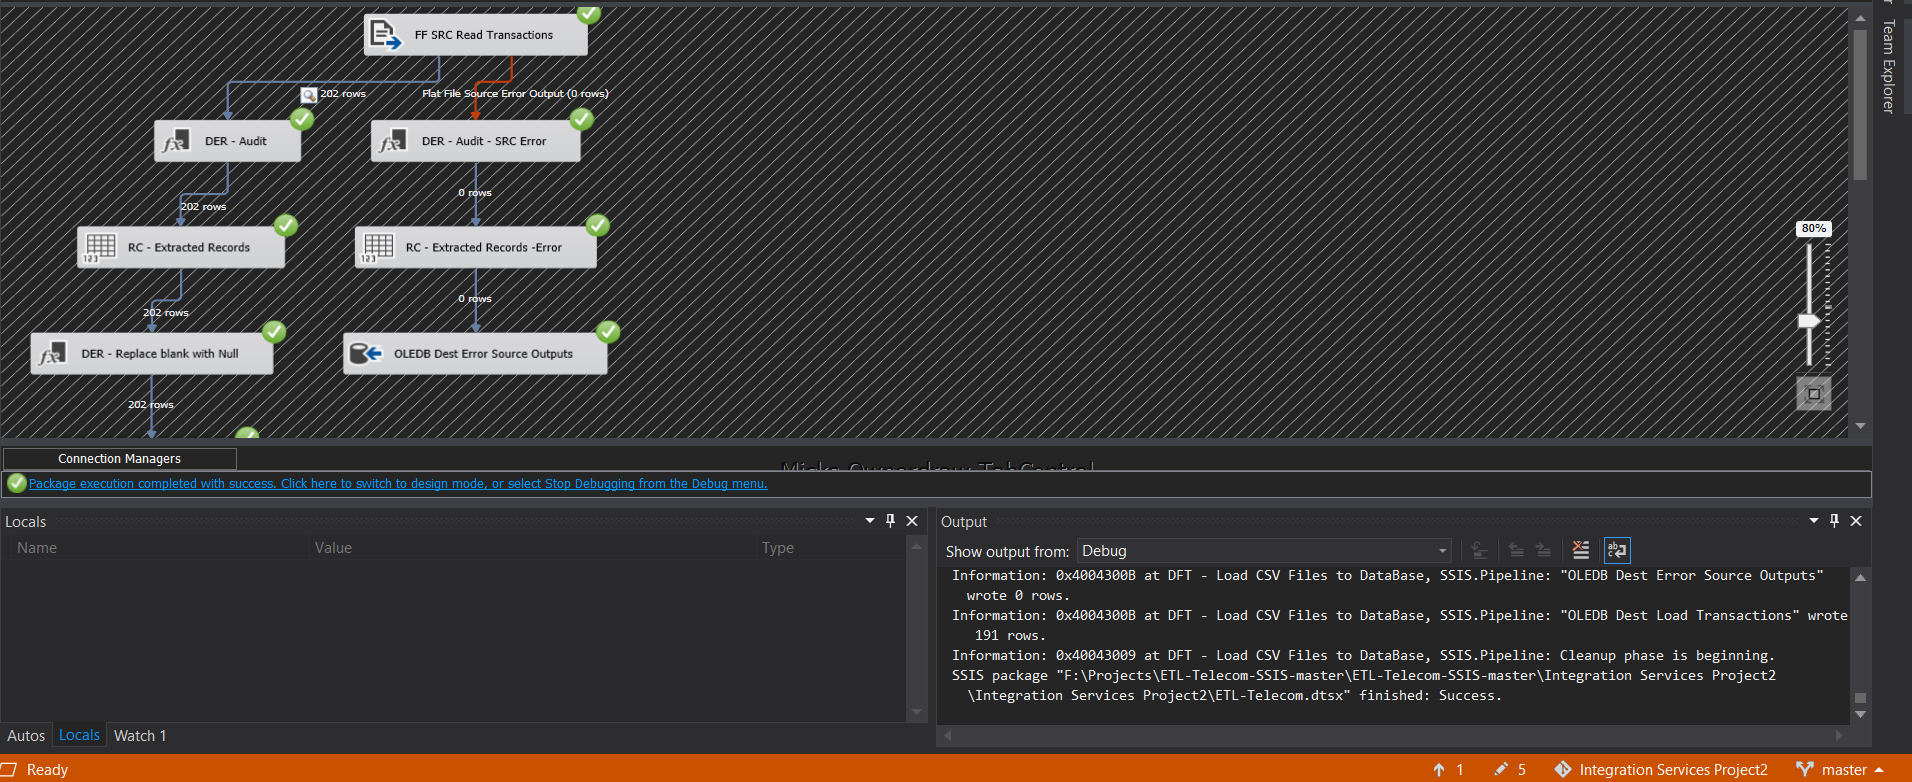 FF SRC Read Transactions
202 rows
Flat File Source Error Output (0 rows)
DER - Audit
DER - Audit - SRC Error
0 rows
202 rows
RC - Extracted Records
RC - Extracted Records -Error
123
123
0 rows
202 rows
DER - Replace blank with Null
OLEDB Dest Error Source Outputs
202 rows
80%
Team Explorer
Connection Managers
Package execution completed with success. Click here to switch to design mode, or select Stop Debugging from the Debug menu.
Locals
Name Value Type
Autos Locals Watch 1
Output
Show output from: Debug
Information: 0x4004300B at DFT - Load CSV Files to DataBase, SSIS.Pipeline: "OLEDB Dest Error Source Outputs"
wrote 0 rows.
Information: 0x4004300B at DFT - Load CSV Files to DataBase, SSIS.Pipeline: "OLEDB Dest Load Transactions" wrote
191 rows.
Information: 0x40043009 at DFT - Load CSV Files to DataBase, SSIS.Pipeline: Cleanup phase is beginning.
SSIS package "F:\Projects\ETL-Telecom-SSIS-master\ETL-Telecom-SSIS-master\Integration Services Project2
\Integration Services Project2\ETL-Telecom.dtsx" finished: Success.
Ready
1 5 Integration Services Project2 master